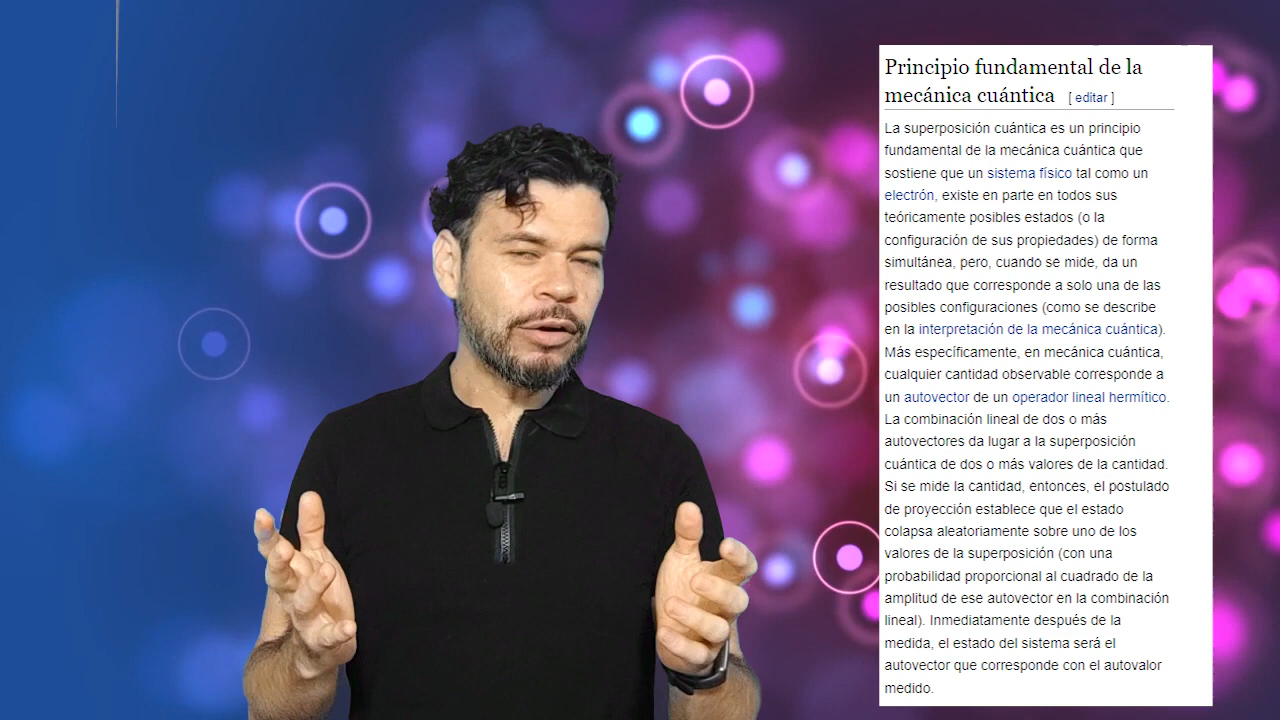 Principio fundamental de la
mecánica cuántica [ editar ]
La superposición cuántica es un principio
fundamental de la mecánica cuántica que
sostiene que un sistema físico tal como un
electrón, existe en parte en todos sus
teóricamente posibles estados (o la
configuración de sus propiedades) de forma
simultánea, pero, cuando se mide, da un
resultado que corresponde a solo una de las
posibles configuraciones (como se describe
en la interpretación de la mecánica cuántica).
Más específicamente, en mecánica cuántica,
cualquier cantidad observable corresponde a
un autovector de un operador lineal hermítico.
La combinación lineal de dos o más
autovectores da lugar a la superposición
cuántica de dos o más valores de la cantidad.
Si se mide la cantidad, entonces, el postulado
de proyección establece que el estado
colapsa aleatoriamente sobre uno de los
valores de la superposición (con una
probabilidad proporcional al cuadrado de la
amplitud de ese autovector en la combinación
lineal). Inmediatamente después de la
medida, el estado del sistema será el
autovector que corresponde con el autovalor
medido.